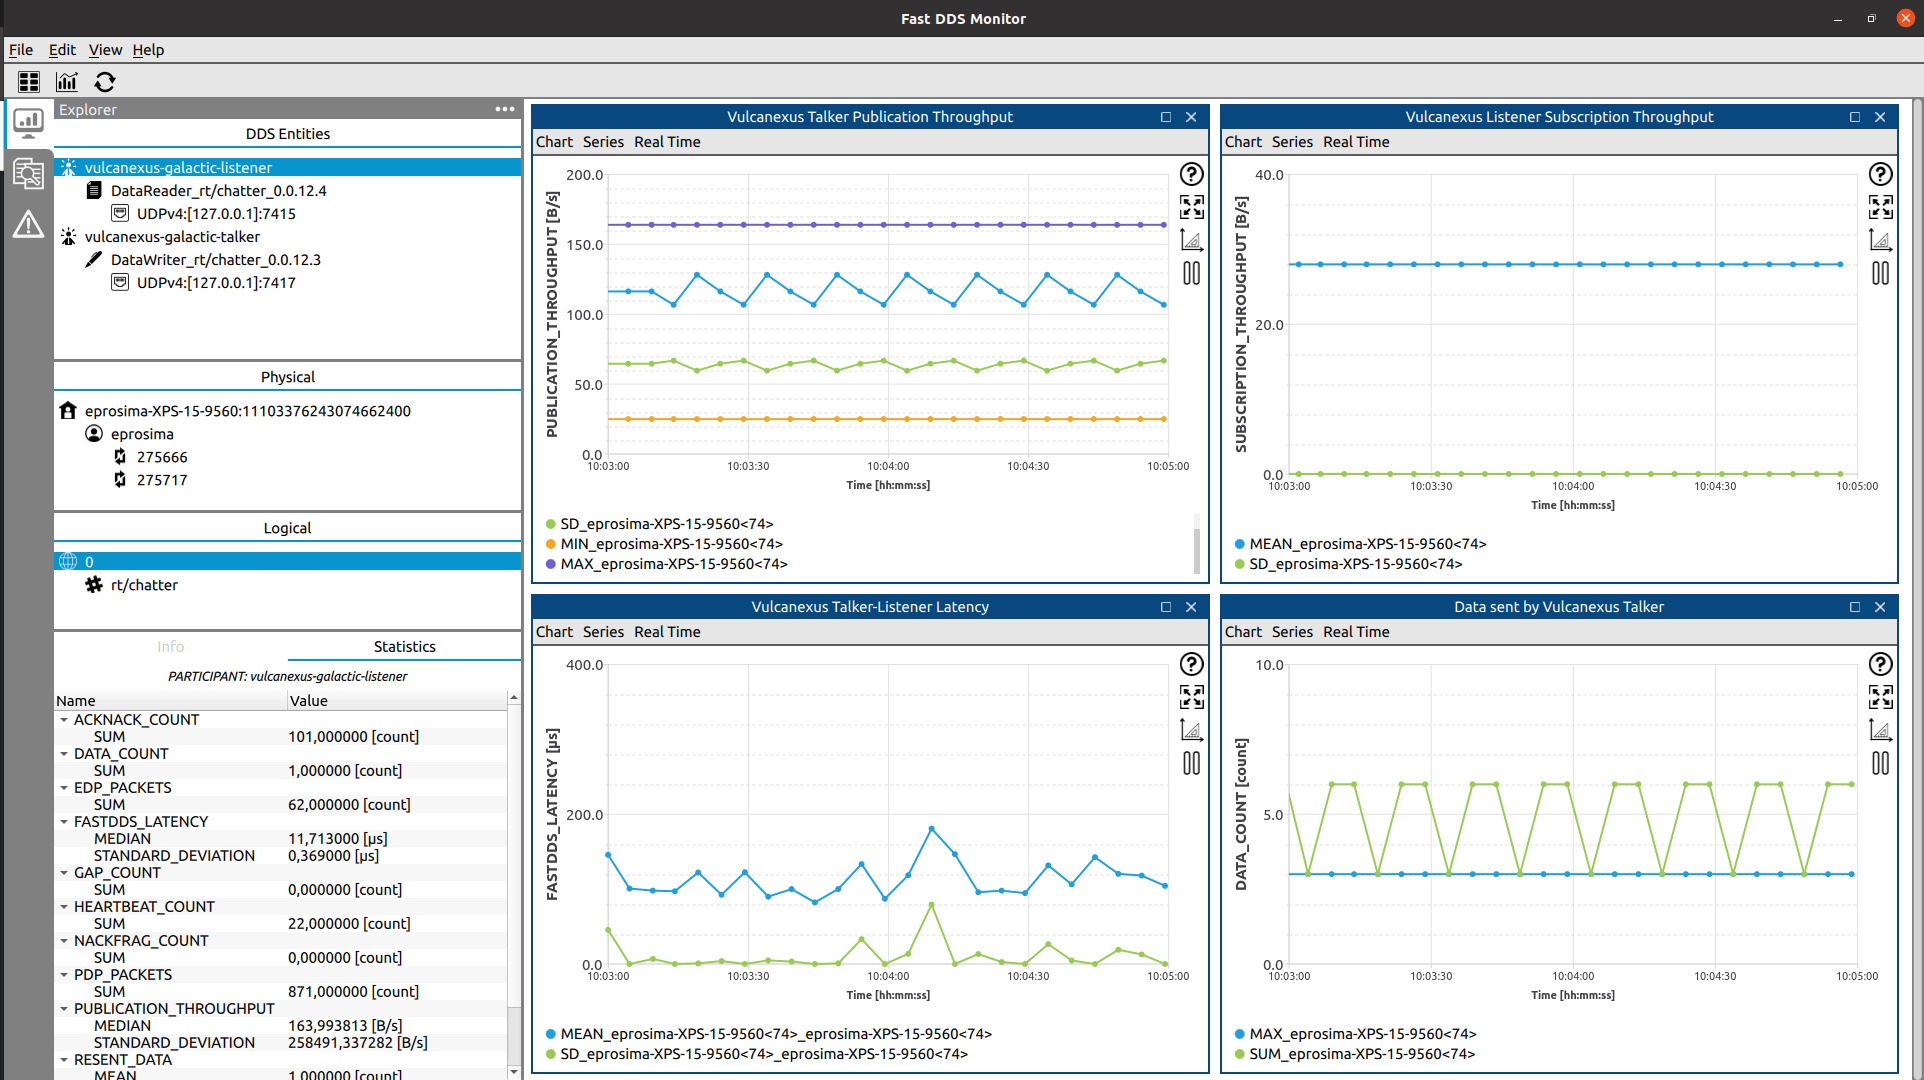 Fast DDS Monitor
File Edit View Help
Explorer
DDS Entities
vulcanexus-galactic-listener
DataReader_rt/chatter_0.0.12.4
UDPv4:[127.0.0.1]:7415
vulcanexus-galactic-talker
DataWriter_rt/chatter_0.0.12.3
UDPv4:[127.0.0.1]:7417
Physical
eprosima-XPS-15-9560:11103376243074662400
eprosima
275666
275717
Logical
0
rt/chatter
Info Statistics
PARTICIPANT: vulcanexus-galactic-listener
Name Value
ACKNACK_COUNT
SUM 101,000000 [count]
DATA_COUNT
SUM 1,000000 [count]
EDP_PACKETS
SUM 62,000000 [count]
FASTDDS_LATENCY
MEDIAN 11,713000 [µs]
STANDARD_DEVIATION 0,369000 [µs]
GAP_COUNT
SUM 0,000000 [count]
HEARTBEAT_COUNT
SUM 22,000000 [count]
NACKFRAG_COUNT
SUM 0,000000 [count]
PDP_PACKETS
SUM 871,000000 [count]
PUBLICATION_THROUGHPUT
MEDIAN 163,993813 [B/s]
STANDARD_DEVIATION 258491,337282 [B/s]
RESENT_DATA
MEAN 1,000000 [count]
Vulcanexus Talker Publication Throughput
Chart Series Real Time
PUBLICATION_THROUGHPUT [B/s]
200.0
150.0
100.0
50.0
0.0
10:03:00 10:03:30 10:04:00 10:04:30 10:05:00
Time [hh:mm:ss]
SD_eprosima-XPS-15-9560<74>
MIN_eprosima-XPS-15-9560<74>
MAX_eprosima-XPS-15-9560<74>
Vulcanexus Listener Subscription Throughput
Chart Series Real Time
SUBSCRIPTION_THROUGHPUT [B/s]
40.0
20.0
0.0
10:03:00 10:03:30 10:04:00 10:04:30 10:05:00
Time [hh:mm:ss]
MEAN_eprosima-XPS-15-9560<74>
SD_eprosima-XPS-15-9560<74>
Vulcanexus Talker-Listener Latency
Chart Series Real Time
FASTDDS_LATENCY [µs]
400.0
200.0
0.0
10:03:00 10:03:30 10:04:00 10:04:30 10:05:00
Time [hh:mm:ss]
MEAN_eprosima-XPS-15-9560<74>_eprosima-XPS-15-9560<74>
SD_eprosima-XPS-15-9560<74>_eprosima-XPS-15-9560<74>
Data sent by Vulcanexus Talker
Chart Series Real Time
DATA_COUNT [count]
10.0
5.0
0.0
10:03:00 10:03:30 10:04:00 10:04:30 10:05:00
Time [hh:mm:ss]
MAX_eprosima-XPS-15-9560<74>
SUM_eprosima-XPS-15-9560<74>